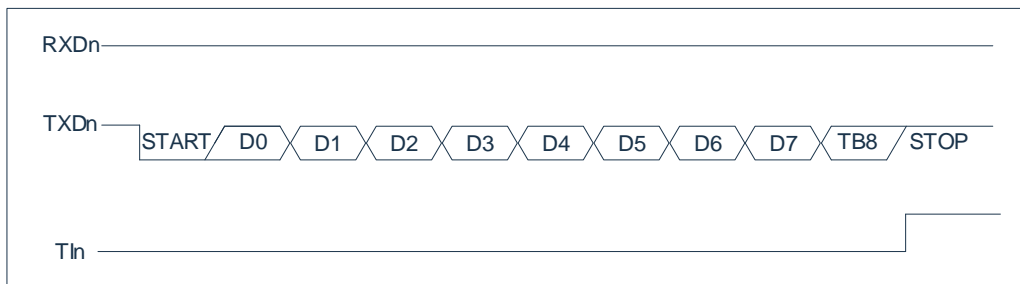 RXDn
TXDn
START D0 D1 D2 D3 D4 D5 D6 D7 TB8 STOP
TIn